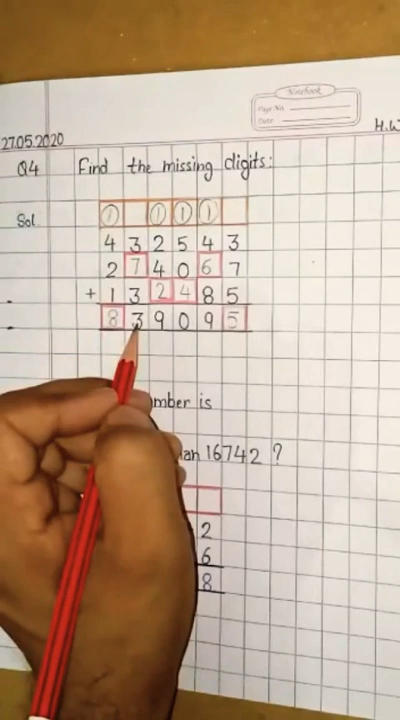 Notebook
Page No.
Date
27.05.2020
H.W
Q4 Find the missing digits:
Sol.
1 1 1 1
4 3 2 5 4 3
2 7 4 0 6 7
+ 1 3 2 4 8 5
8 3 9 0 9 5
mber is
an 16742 ?
2
6
8